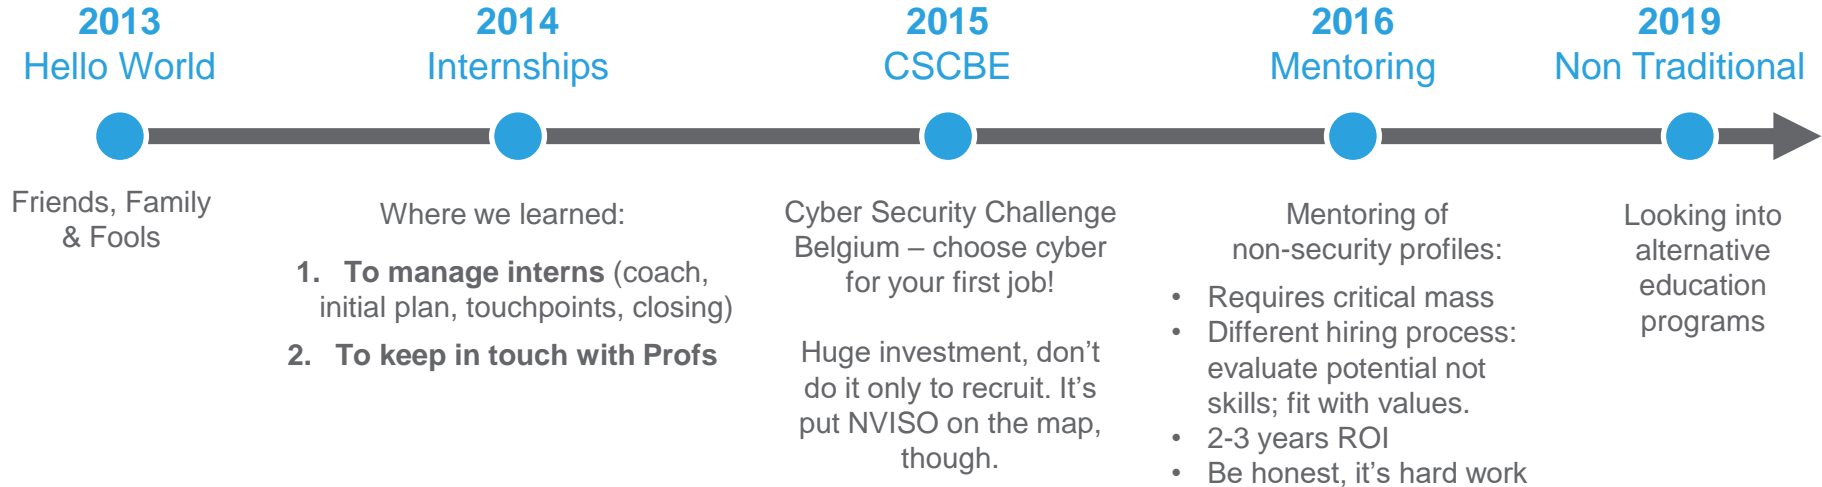 2013
Hello World
Friends, Family
& Fools
2014
Internships
Where we learned:
1. To manage interns (coach,
initial plan, touchpoints, closing)
2. To keep in touch with Profs
2015
CSCBE
Cyber Security Challenge
Belgium – choose cyber
for your first job!
Huge investment, don’t
do it only to recruit. It’s
put NVISO on the map,
though.
2016
Mentoring
Mentoring of
non-security profiles:
• Requires critical mass
• Different hiring process:
evaluate potential not
skills; fit with values.
• 2-3 years ROI
• Be honest, it’s hard work
2019
Non Traditional
Looking into
alternative
education
programs